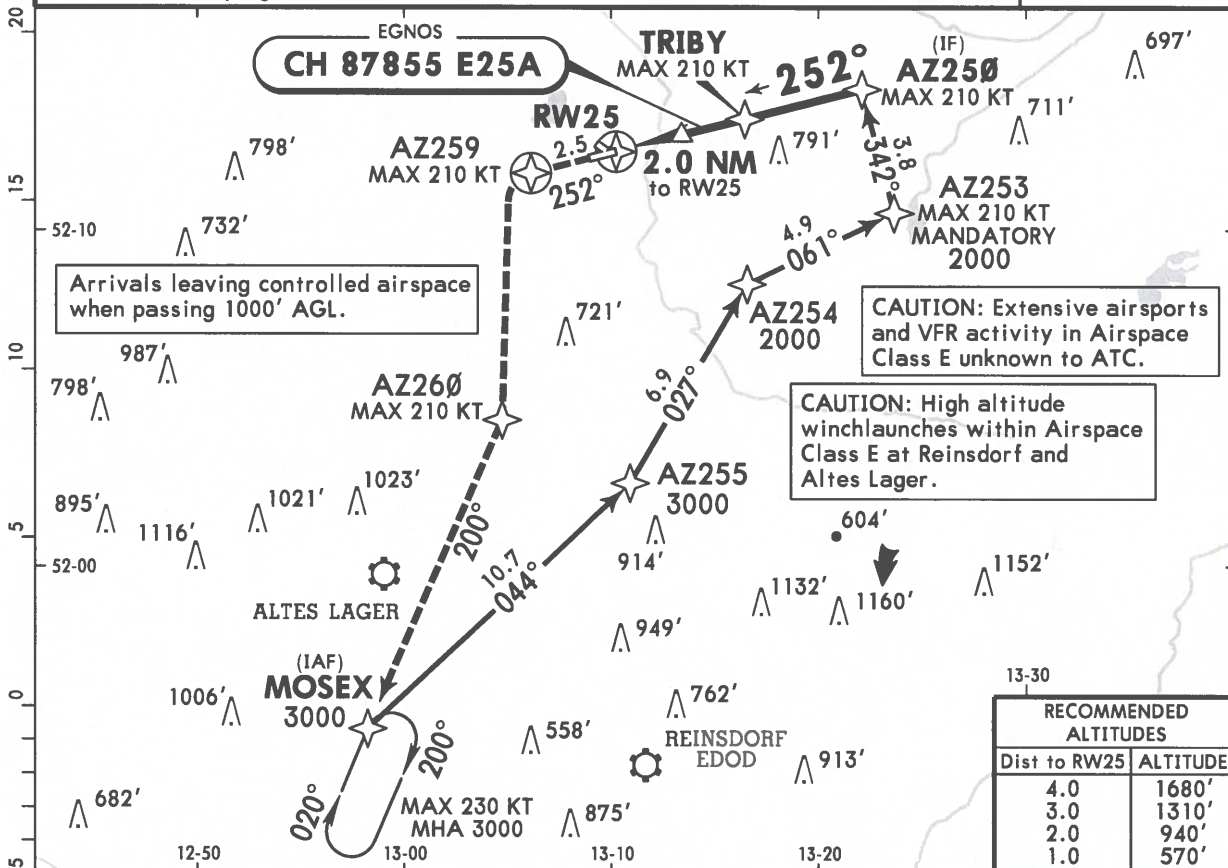 20
EGNOS
CH 87855 E25A
TRIBY
MAX 210 KT
252°
(IF)
AZ25Ø
MAX 210 KT
697'
711'
791'
RW25
2.5
252°
2.0 NM
to RW25
AZ259
MAX 210 KT
798'
3.8
342°
15
AZ253
MAX 210 KT
MANDATORY
2000
732'
52-10
4.9
061°
Arrivals leaving controlled airspace
when passing 1000' AGL.
AZ254
2000
CAUTION: Extensive airsports
and VFR activity in Airspace
Class E unknown to ATC.
721'
987'
10
798'
AZ26Ø
MAX 210 KT
6.9
027°
CAUTION: High altitude
winchlaunches within Airspace
Class E at Reinsdorf and
Altes Lager.
AZ255
3000
895'
1021'
1023'
1116'
5
200°
914'
604'
52-00
10.7
044°
1132'
1160'
1152'
ALTES LAGER
949'
(IAF)
MOSEX
3000
1006'
0
762'
13-30
558'
REINSDORF
EDOD
913'
200°
020°
MAX 230 KT
MHA 3000
682'
875'
5
12-50
13-00
13-10
13-20
RECOMMENDED
ALTITUDES
Dist to RW25 ALTITUDE
4.0 1680'
3.0 1310'
2.0 940'
1.0 570'